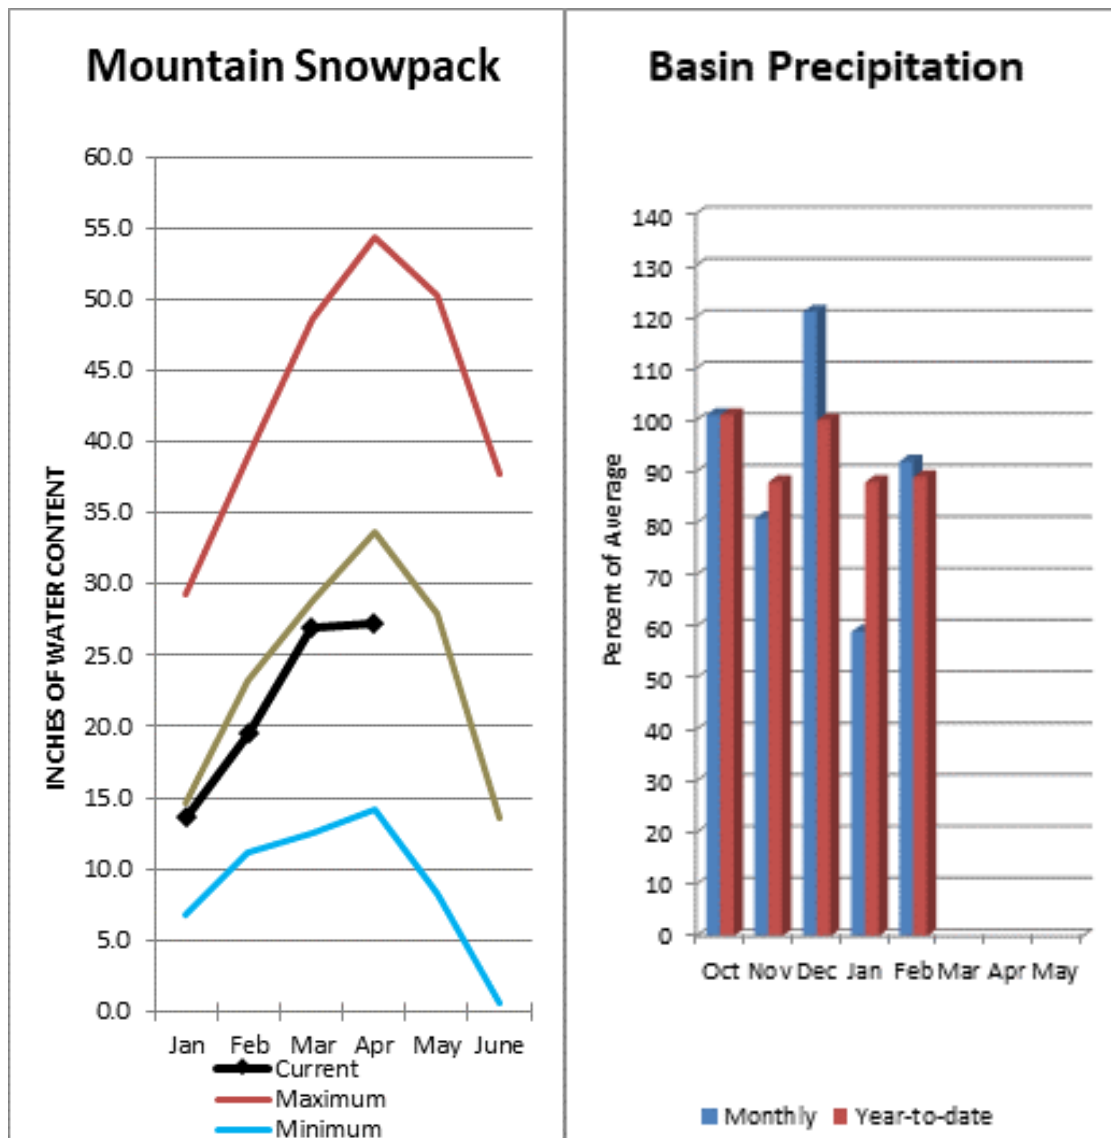 Mountain Snowpack
60.0
55.0
50.0
45.0
40.0
35.0
30.0
25.0
20.0
15.0
10.0
5.0
0.0
INCHES OF WATER CONTENT
Jan Feb Mar Apr May June
Current
Maximum
Minimum
Basin Precipitation
140
130
120
110
100
90
80
70
60
50
40
30
20
10
0
Percent of Average
Oct Nov Dec Jan Feb Mar Apr May
Monthly Year-to-date